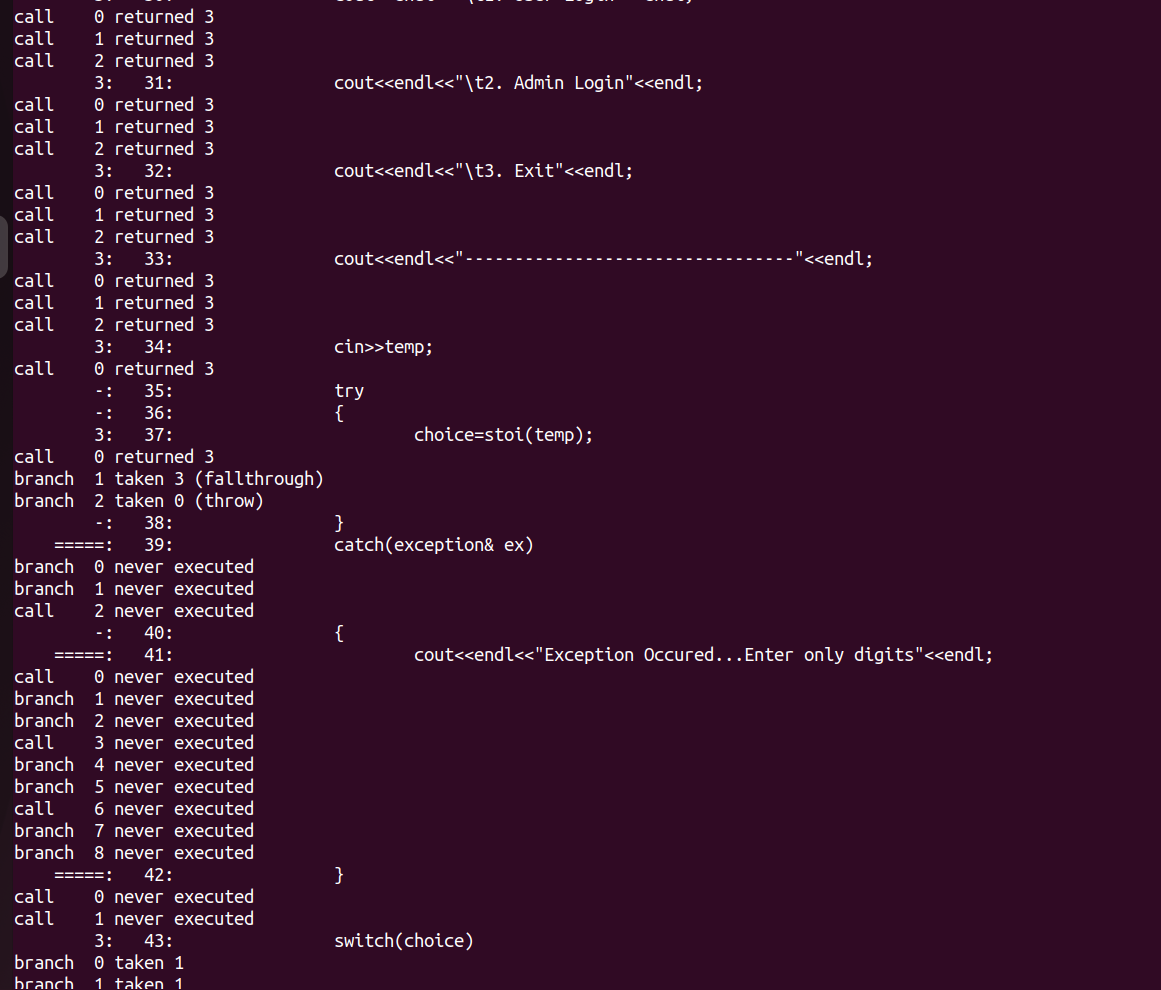 call    0 returned 3
call    1 returned 3
call    2 returned 3
        3:   31:                cout<<endl<<"\t2. Admin Login"<<endl;
call    0 returned 3
call    1 returned 3
call    2 returned 3
        3:   32:                cout<<endl<<"\t3. Exit"<<endl;
call    0 returned 3
call    1 returned 3
call    2 returned 3
        3:   33:                cout<<endl<<"---------------------------------"<<endl;
call    0 returned 3
call    1 returned 3
call    2 returned 3
        3:   34:                cin>>temp;
call    0 returned 3
        -:   35:                try
        -:   36:                {
        3:   37:                        choice=stoi(temp);
call    0 returned 3
branch  1 taken 3 (fallthrough)
branch  2 taken 0 (throw)
        -:   38:                }
    =====:   39:                catch(exception& ex)
branch  0 never executed
branch  1 never executed
call    2 never executed
        -:   40:                {
    =====:   41:                        cout<<endl<<"Exception Occured...Enter only digits"<<endl;
call    0 never executed
branch  1 never executed
branch  2 never executed
call    3 never executed
branch  4 never executed
branch  5 never executed
call    6 never executed
branch  7 never executed
branch  8 never executed
    =====:   42:                }
call    0 never executed
call    1 never executed
        3:   43:                switch(choice)
branch  0 taken 1
branch  1 taken 1